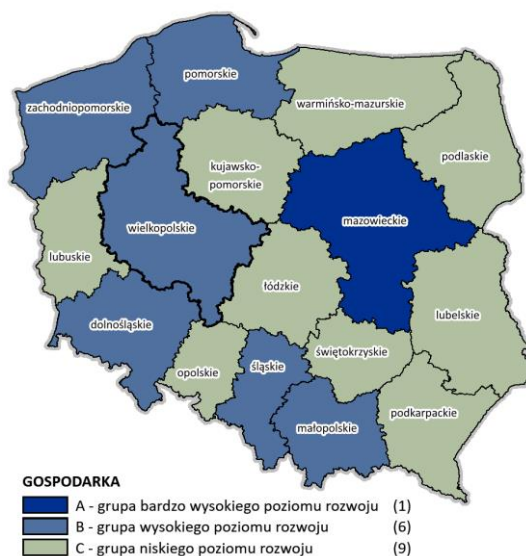 pomorskie
zachodniopomorskie
warmińsko-mazurskie
podlaskie
kujawsko-
pomorskie
mazowieckie
wielkopolskie
lubuskie
łódzkie
lubelskie
dolnośląskie
świętokrzyskie
opolskie
śląskie
podkarpackie
małopolskie
GOSPODARKA
A - grupa bardzo wysokiego poziomu rozwoju (1)
B - grupa wysokiego poziomu rozwoju (6)
C - grupa niskiego poziomu rozwoju (9)